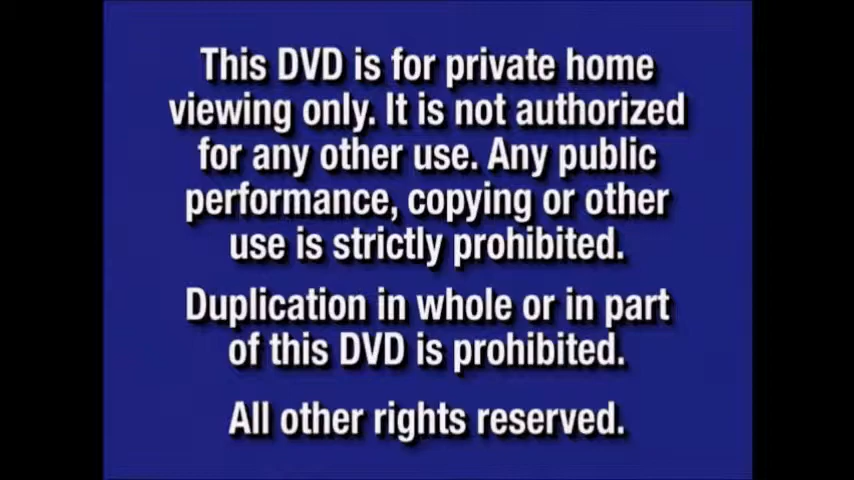 This DVD is for private home
viewing only. It is not authorized
for any other use. Any public
performance, copying or other
use is strictly prohibited.
Duplication in whole or in part
of this DVD is prohibited.
All other rights reserved.